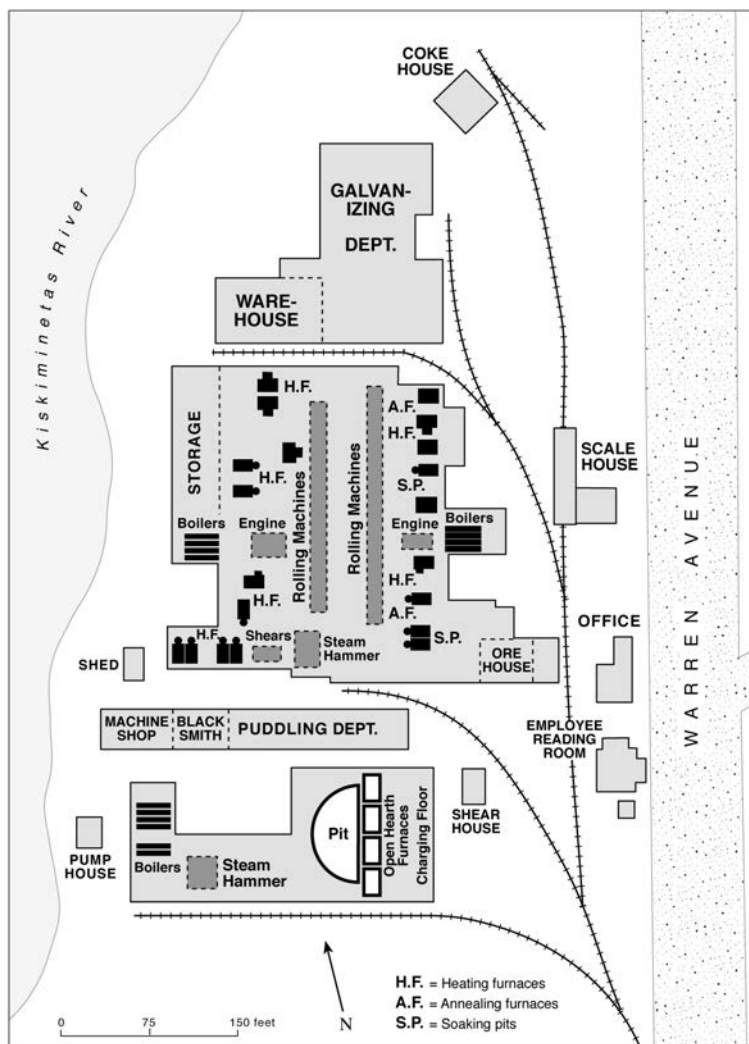 COKE
HOUSE
Kiskiminetas River
GALVAN-
IZING
DEPT.
WARE-
HOUSE
WARREN AVENUE
H.F.
A.F.
H.F.
STORAGE
H.F.
Rolling Machines
Rolling Machines
S.P.
SCALE
HOUSE
Boilers
Engine
Engine
Boilers
H.F.
H.F.
A.F.
H.F.
Shears
Steam
Hammer
S.P.
ORE
HOUSE
OFFICE
SHED
MACHINE
SHOP
BLACK
SMITH
PUDDLING DEPT.
EMPLOYEE
READING
ROOM
Pit
Open Hearth
Furnaces
Charging Floor
SHEAR
HOUSE
PUMP
HOUSE
Boilers
Steam
Hammer
N
H.F. = Heating furnaces
A.F. = Annealing furnaces
S.P. = Soaking pits
0 75 150 feet